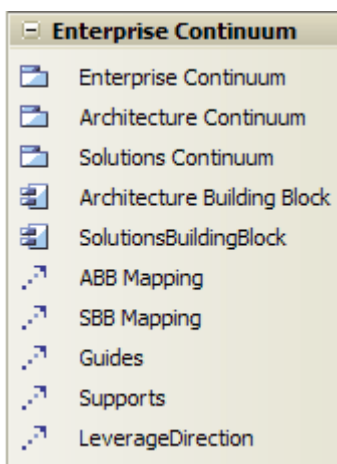 Enterprise Continuum
Enterprise Continuum
Architecture Continuum
Solutions Continuum
Architecture Building Block
SolutionsBuildingBlock
ABB Mapping
SBB Mapping
Guides
Supports
LeverageDirection